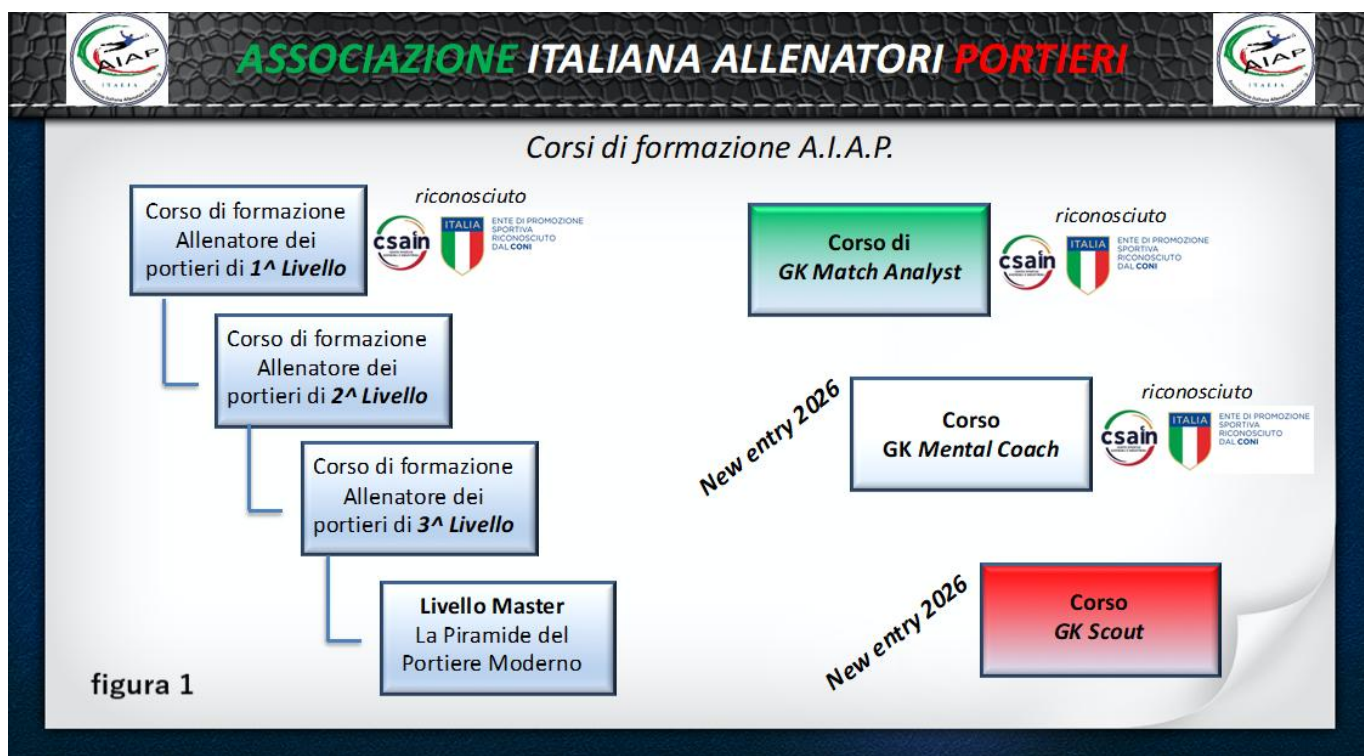 ASSOCIAZIONE ITALIANA ALLENATORI PORTIERI
AIAP
ITALIA
AIAP
ITALIA
Corsi di formazione A.I.A.P.
Corso di formazione
Allenatore dei
portieri di 1^ Livello
riconosciuto
csain
ITALIA
ENTE DI PROMOZIONE
SPORTIVA
RICONOSCIUTO
DAL CONI
Corso di formazione
Allenatore dei
portieri di 2^ Livello
Corso di formazione
Allenatore dei
portieri di 3^ Livello
Livello Master
La Piramide del
Portiere Moderno
figura 1
Corso di
GK Match Analyst
riconosciuto
csain
ITALIA
ENTE DI PROMOZIONE
SPORTIVA
RICONOSCIUTO
DAL CONI
New entry 2026
Corso
GK Mental Coach
riconosciuto
csain
ITALIA
ENTE DI PROMOZIONE
SPORTIVA
RICONOSCIUTO
DAL CONI
New entry 2026
Corso
GK Scout